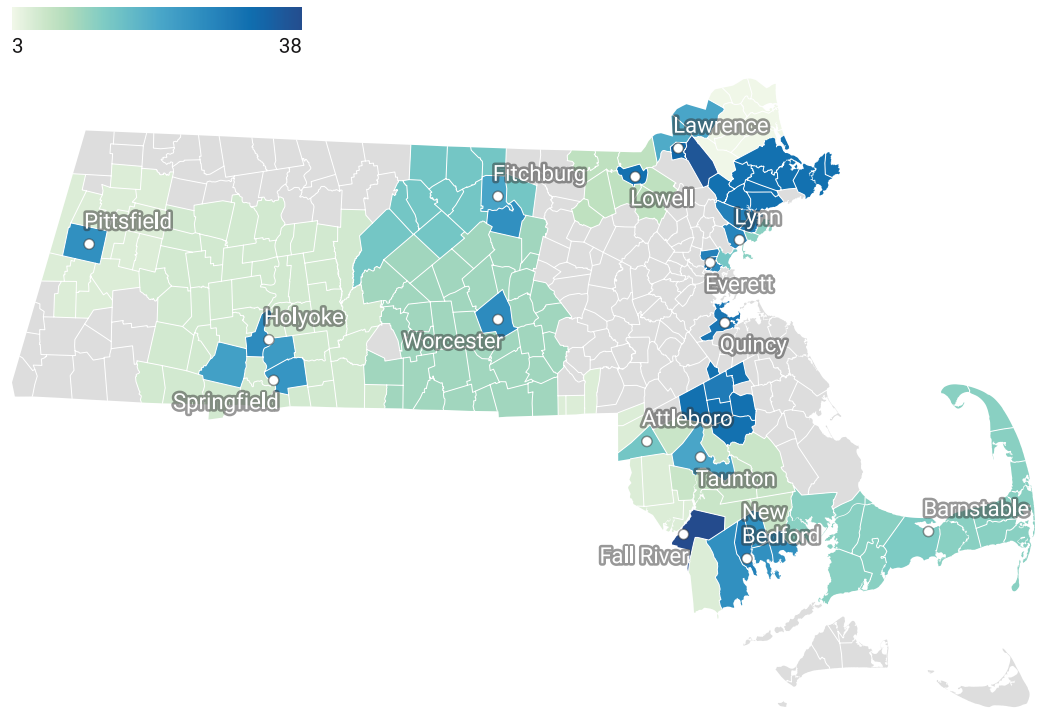 3 38
Lawrence
Fitchburg
Lowell
Pittsfield
Lynn
Everett
Holyoke
Worcester
Quincy
Springfield
Attleboro
Taunton
New
Bedford
Barnstable
Fall River